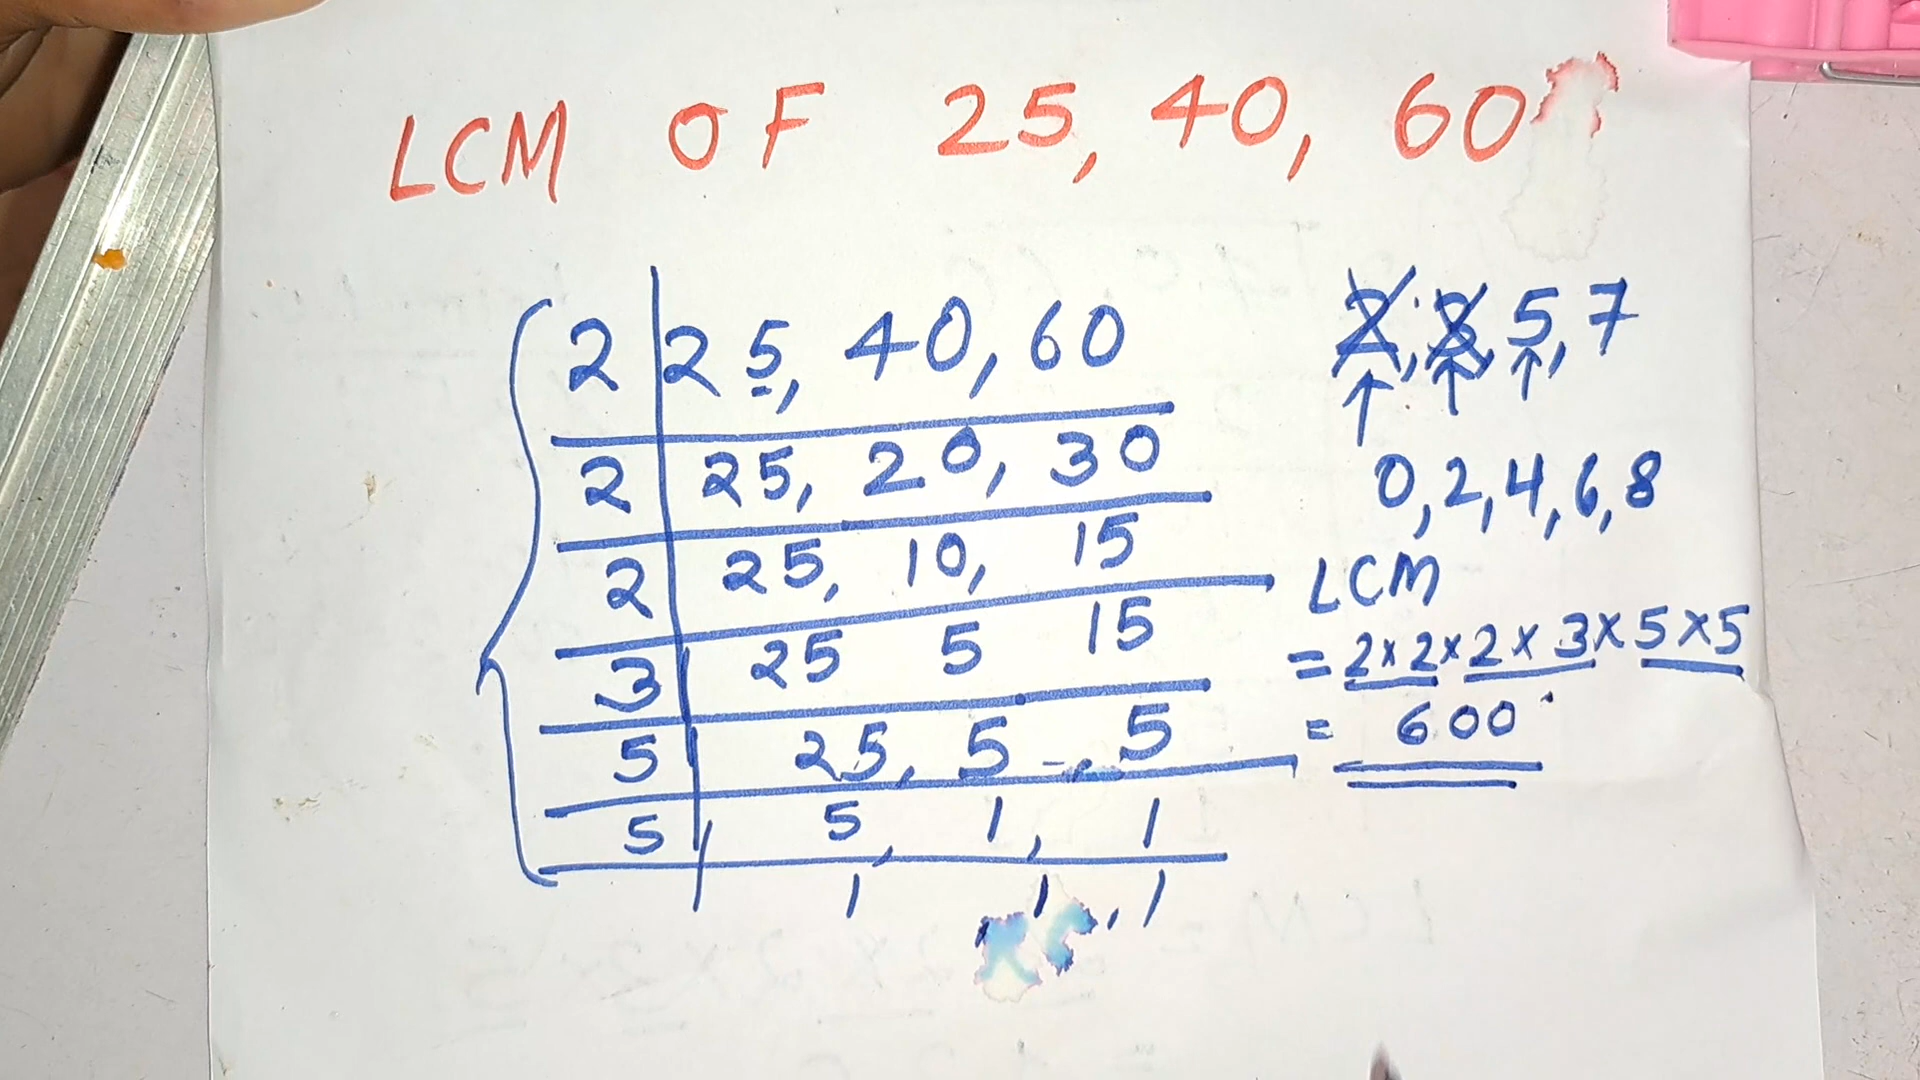 LCM OF 25, 40, 60
2 | 25, 40, 60
2 | 25, 20, 30
2 | 25, 10, 15
3 | 25 5 15
5 | 25, 5, 5
5 | 5, 1, 1
1 1, 1
2, 3, 5, 7
↑ ↑ ↑
0, 2, 4, 6, 8
LCM
= 2×2×2×3×5×5
= 600